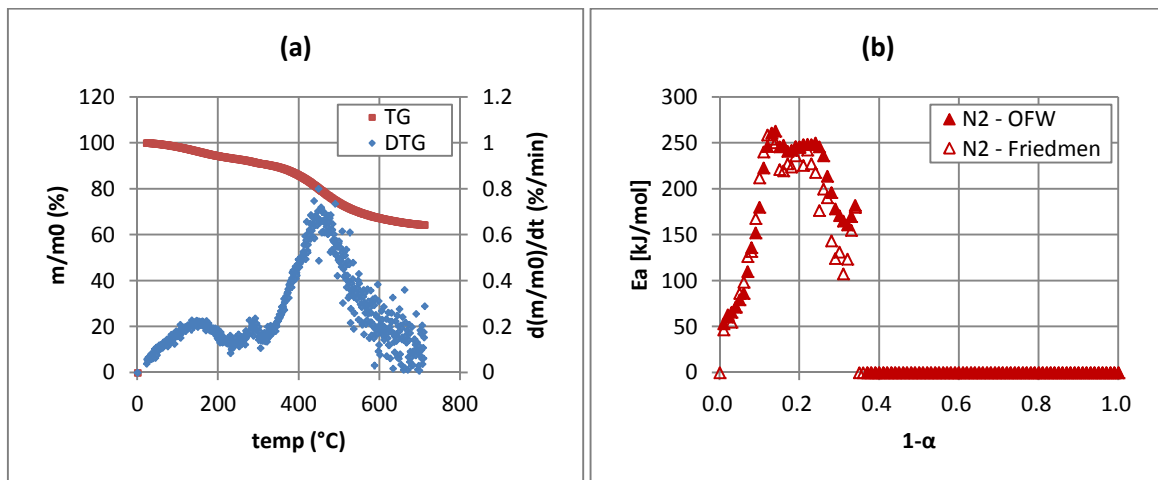 (a)
120
100
80
60
40
20
0
m/m0 (%)
1.2
1
0.8
0.6
0.4
0.2
0
d(m/m0)/dt (%/min)
TG
DTG
0 200 400 600 800
temp (°C)
(b)
300
250
200
150
100
50
0
Ea [kJ/mol]
N2 - OFW
N2 - Friedmen
0.0 0.2 0.4 0.6 0.8 1.0
1-α